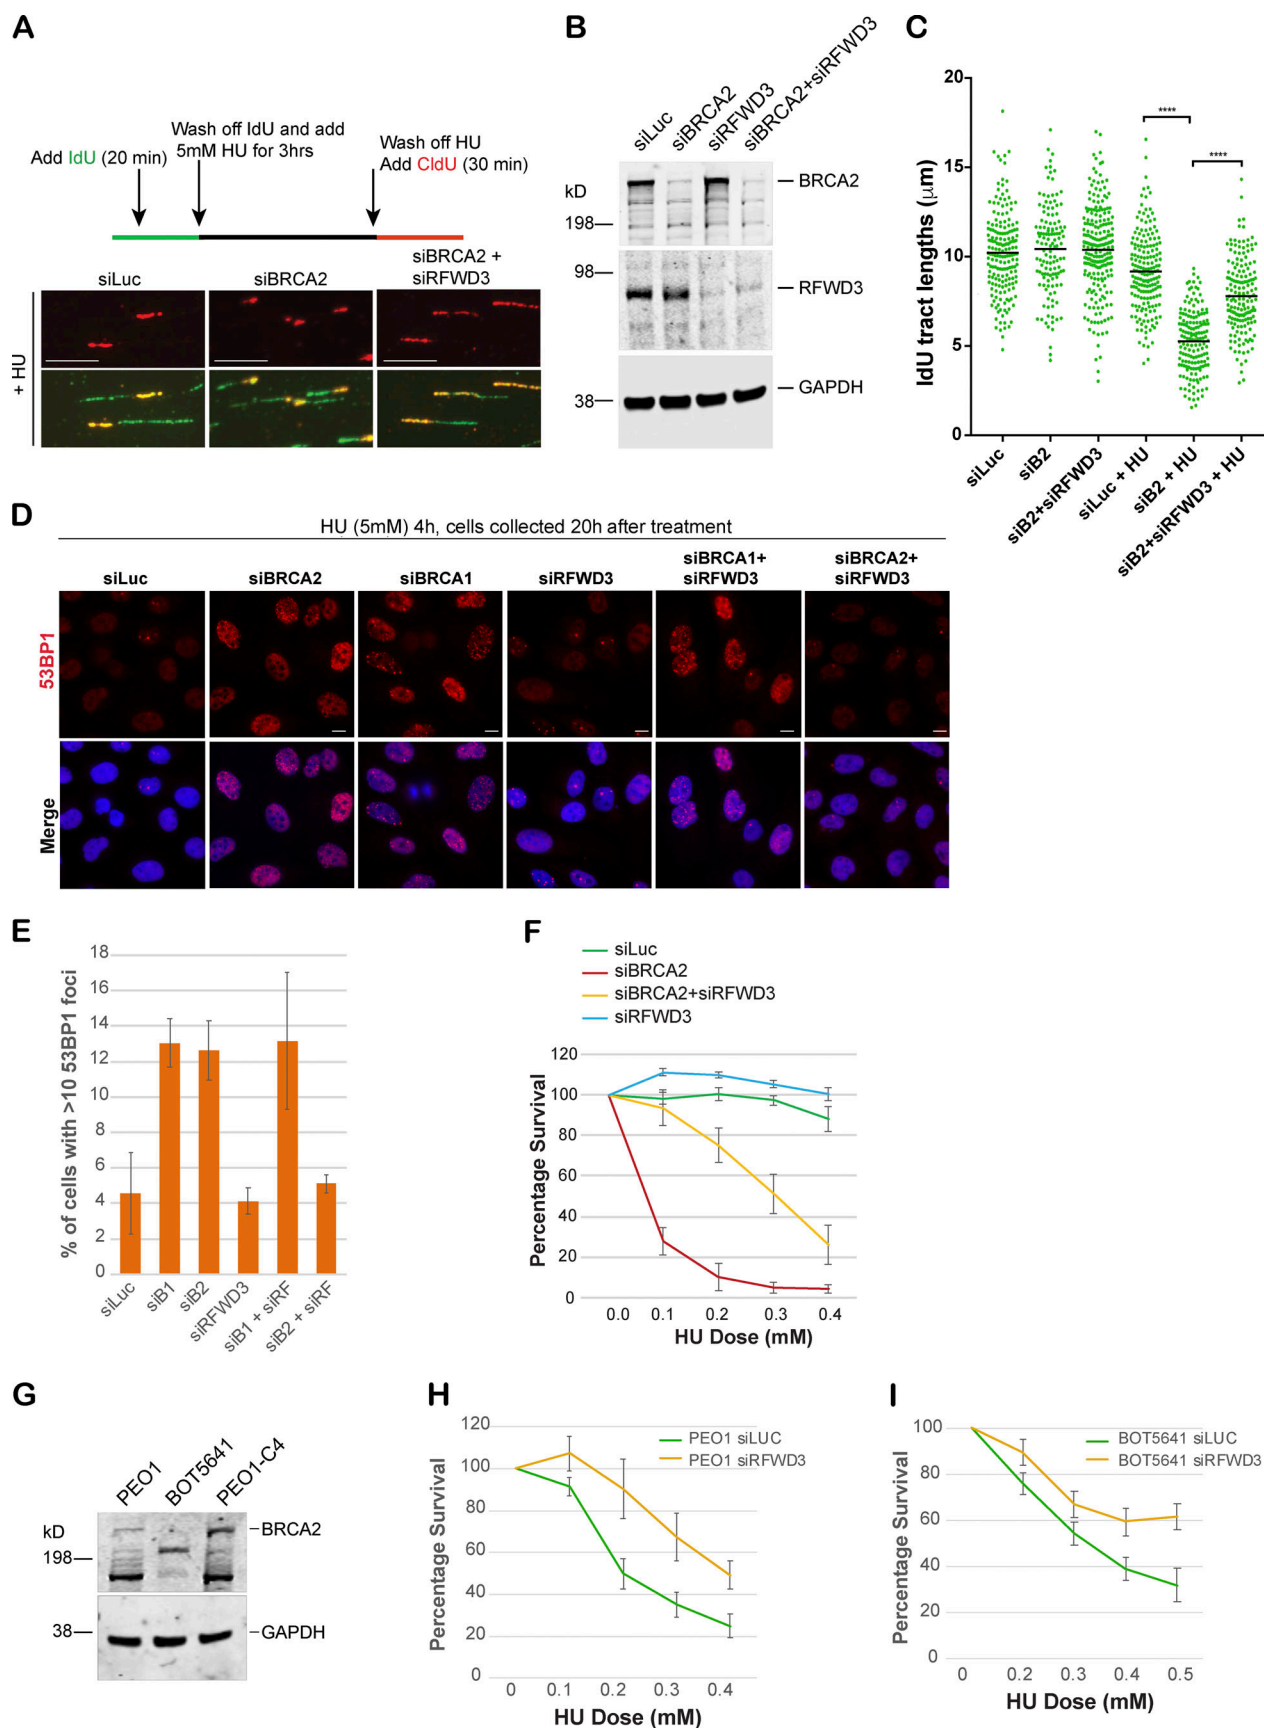 A
Add IdU (20 min)
Wash off IdU and add
5mM HU for 3hrs
Wash off HU
Add CldU (30 min)
siLuc
siBRCA2
siBRCA2 +
siRFWD3
+ HU
B
siLuc
siBRCA2
siRFWD3
siBRCA2+siRFWD3
kD
198
98
38
BRCA2
RFWD3
GAPDH
C
IdU tract lengths (μm)
20
15
10
5
0
****
****
siLuc
siB2
siB2+siRFWD3
siLuc + HU
siB2 + HU
siB2+siRFWD3 + HU
D
HU (5mM) 4h, cells collected 20h after treatment
siLuc
siBRCA2
siBRCA1
siRFWD3
siBRCA1+
siRFWD3
siBRCA2+
siRFWD3
53BP1
Merge
E
% of cells with >10 53BP1 foci
18
16
14
12
10
8
6
4
2
0
siLuc
siB1
siB2
siRFWD3
siB1 + siRF
siB2 + siRF
F
siLuc
siBRCA2
siBRCA2+siRFWD3
siRFWD3
Percentage Survival
120
100
80
60
40
20
0
0.0 0.1 0.2 0.3 0.4
HU Dose (mM)
G
PEO1
BOT5641
PEO1-C4
kD
198
38
BRCA2
GAPDH
H
Percentage Survival
120
100
80
60
40
20
0
PEO1 siLUC
PEO1 siRFWD3
0 0.1 0.2 0.3 0.4
HU Dose (mM)
I
Percentage Survival
100
80
60
40
20
0
BOT5641 siLUC
BOT5641 siRFWD3
0 0.2 0.3 0.4 0.5
HU Dose (mM)